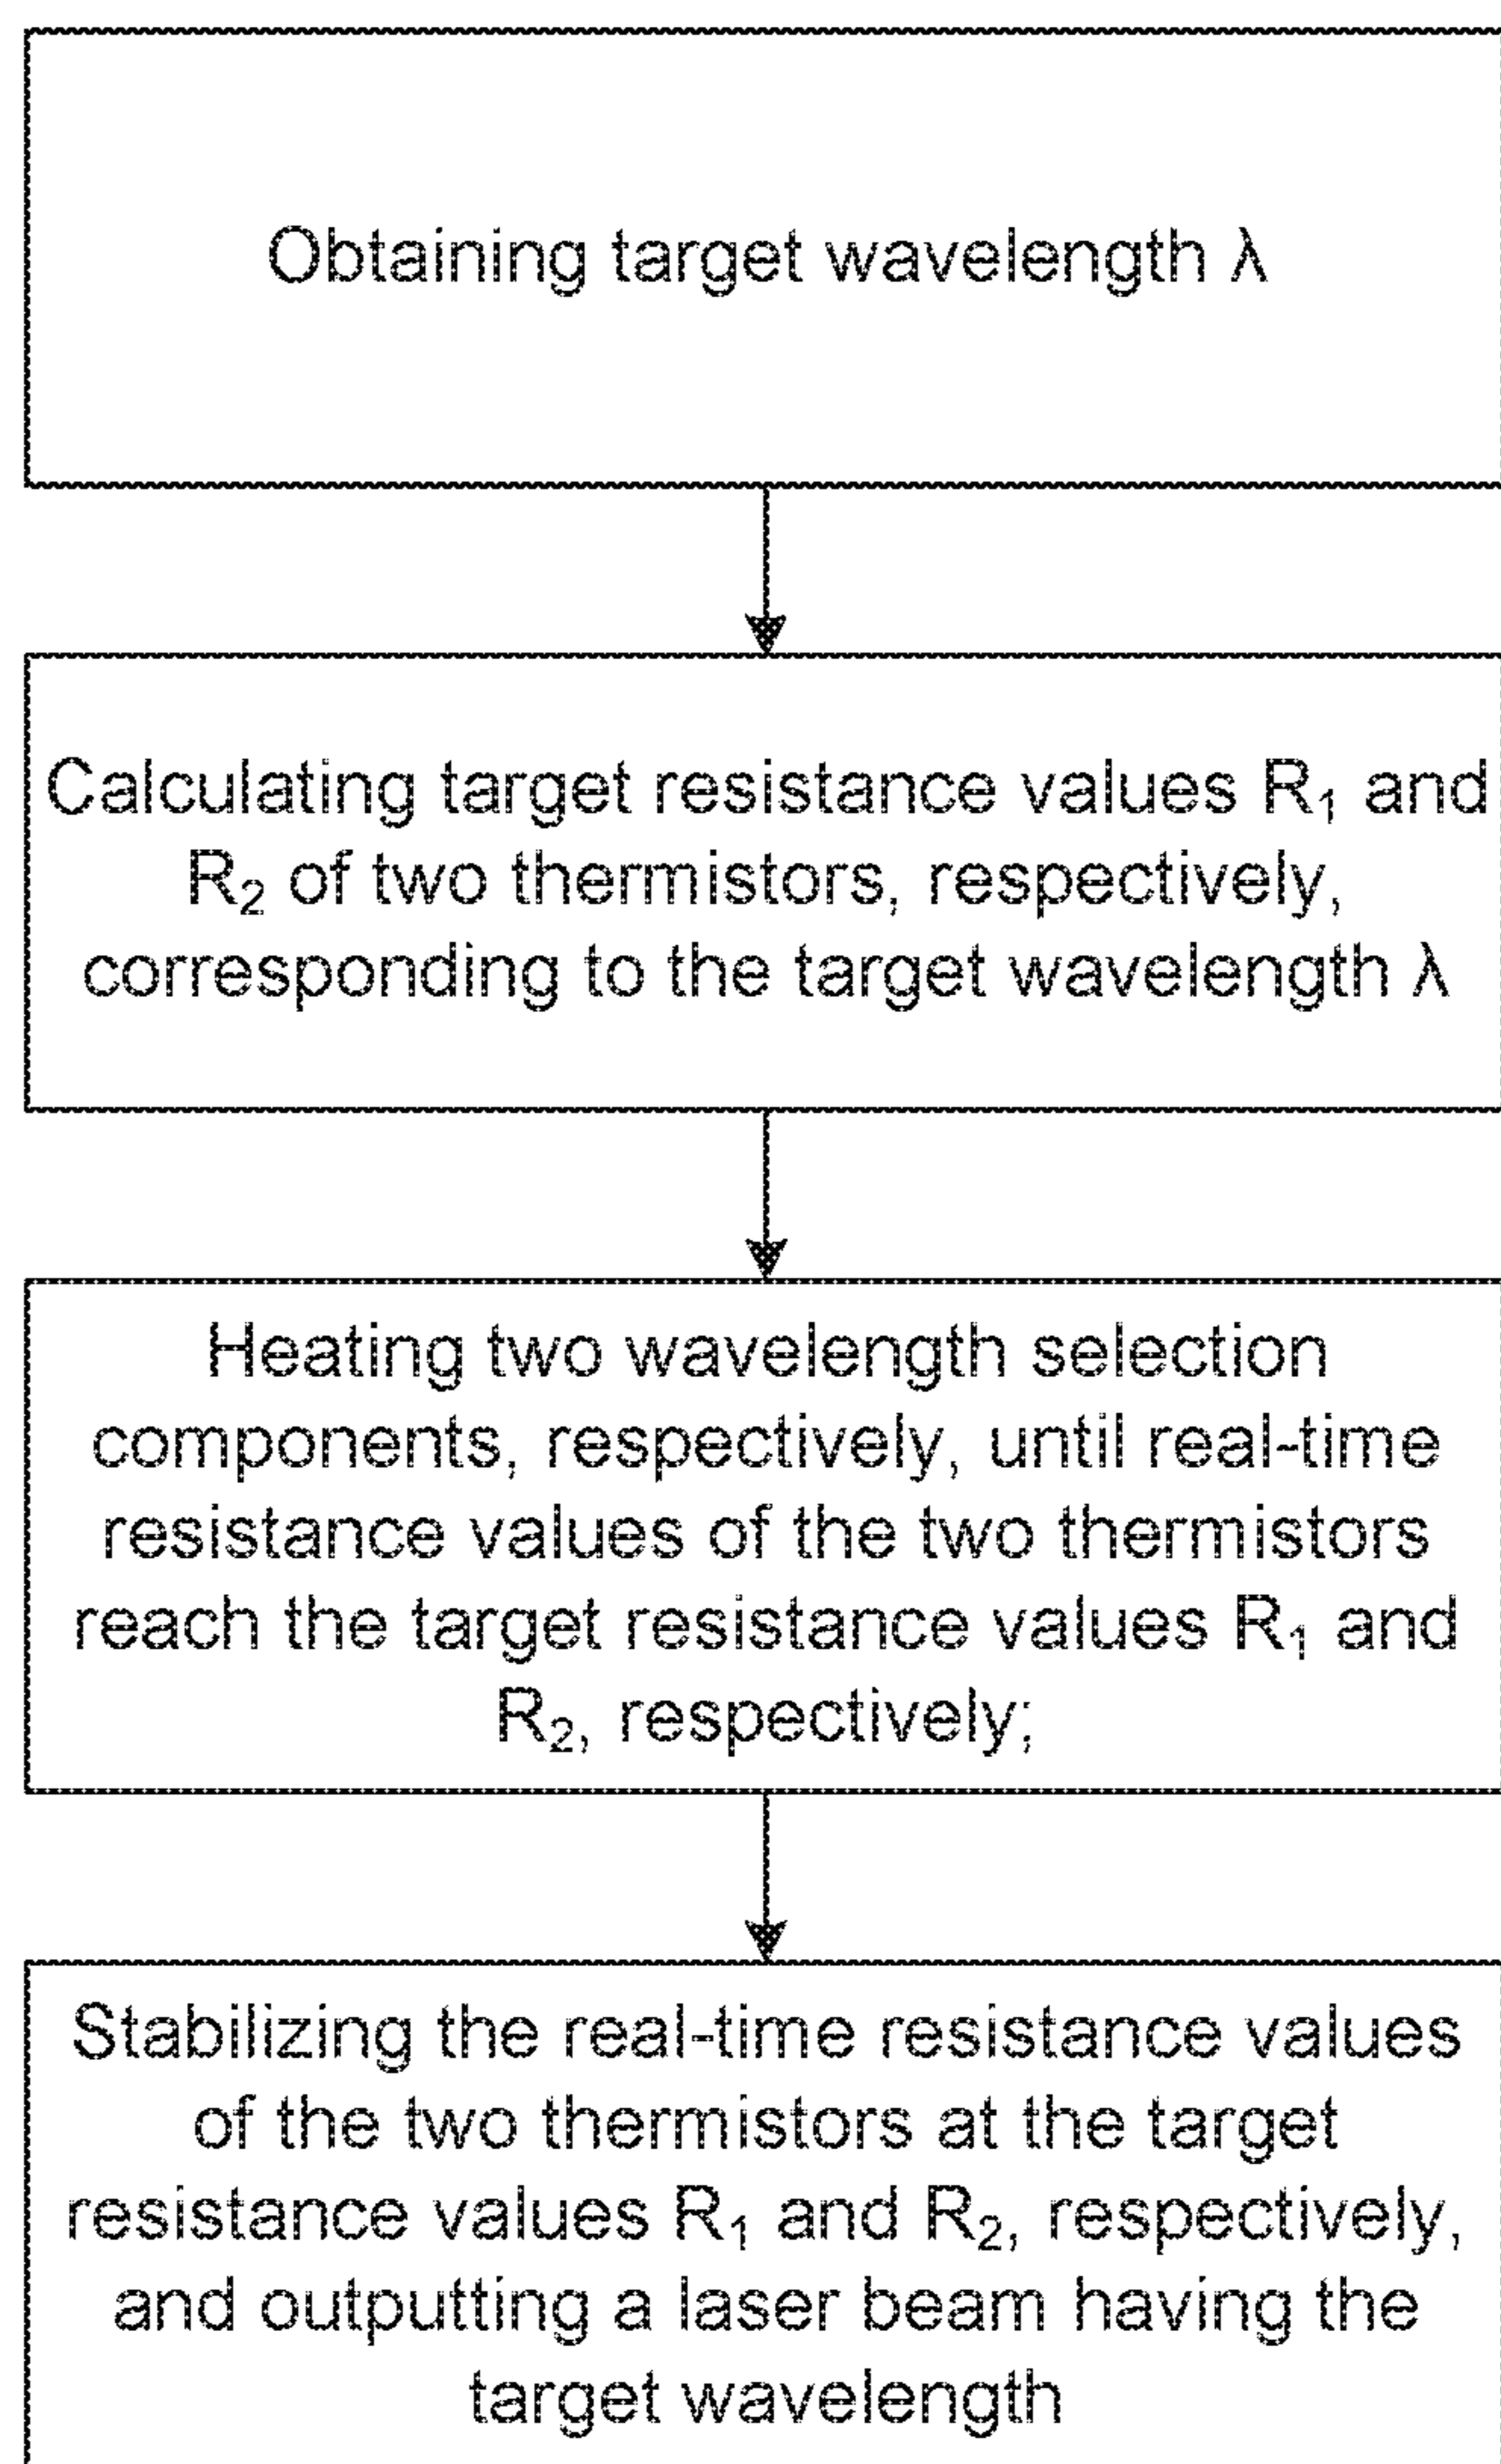 Obtaining target wavelength λ
Calculating target resistance values R₁ and
R₂ of two thermistors, respectively,
corresponding to the target wavelength λ
Heating two wavelength selection
components, respectively, until real-time
resistance values of the two thermistors
reach the target resistance values R₁ and
R₂, respectively;
Stabilizing the real-time resistance values
of the two thermistors at the target
resistance values R₁ and R₂, respectively,
and outputting a laser beam having the
target wavelength